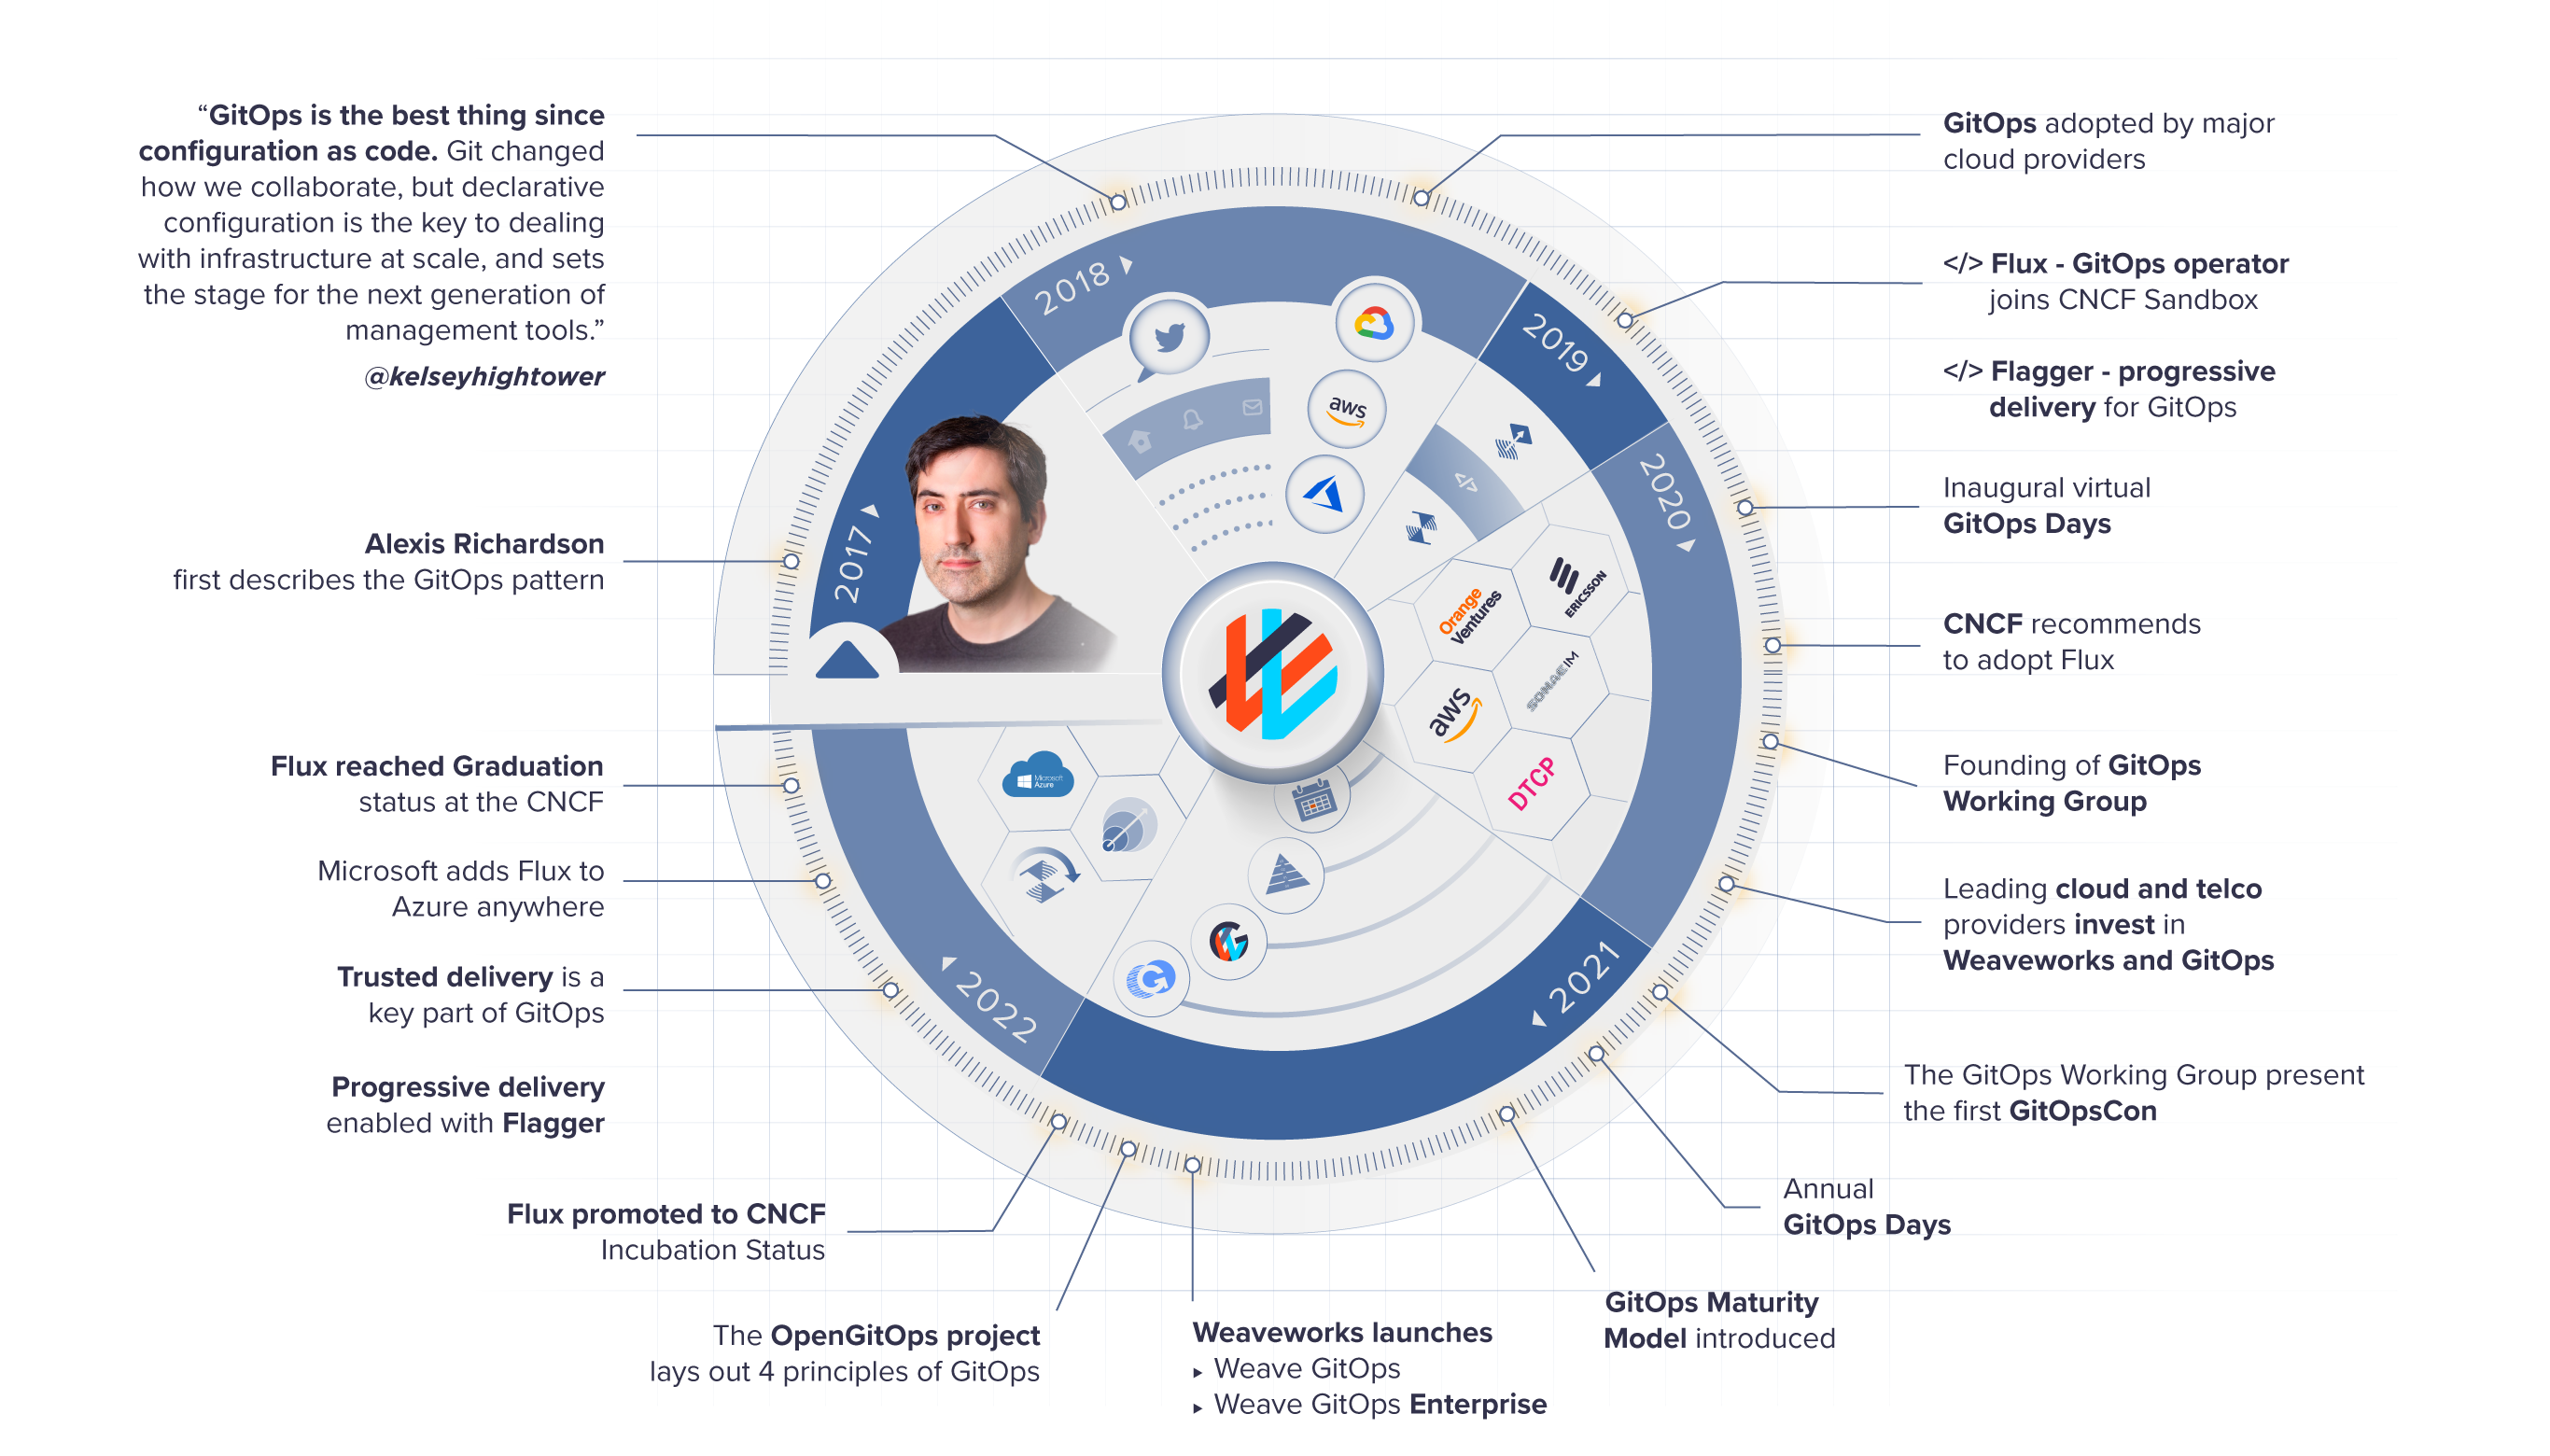 “GitOps is the best thing since
configuration as code. Git changed
how we collaborate, but declarative
configuration is the key to dealing
with infrastructure at scale, and sets
the stage for the next generation of
management tools.”
@kelseyhightower
Alexis Richardson
first describes the GitOps pattern
Flux reached Graduation
status at the CNCF
Microsoft adds Flux to
Azure anywhere
Trusted delivery is a
key part of GitOps
Progressive delivery
enabled with Flagger
Flux promoted to CNCF
Incubation Status
The OpenGitOps project
lays out 4 principles of GitOps
Weaveworks launches
▸ Weave GitOps
▸ Weave GitOps Enterprise
GitOps Maturity
Model introduced
Annual
GitOps Days
The GitOps Working Group present
the first GitOpsCon
Leading cloud and telco
providers invest in
Weaveworks and GitOps
Founding of GitOps
Working Group
CNCF recommends
to adopt Flux
Inaugural virtual
GitOps Days
</> Flagger - progressive
delivery for GitOps
</> Flux - GitOps operator
joins CNCF Sandbox
GitOps adopted by major
cloud providers
2017
2018
2019
2020
2021
2022
aws
</>
Orange
Ventures
ERICSSON
aws
SOMAE IM
DTCP
Microsoft
Azure
G